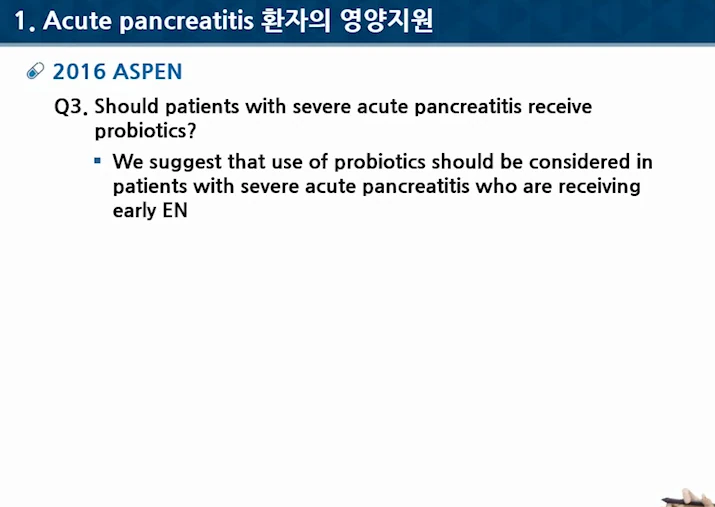 1. Acute pancreatitis 환자의 영양지원
2016 ASPEN
Q3. Should patients with severe acute pancreatitis receive
probiotics?
▪ We suggest that use of probiotics should be considered in
patients with severe acute pancreatitis who are receiving
early EN